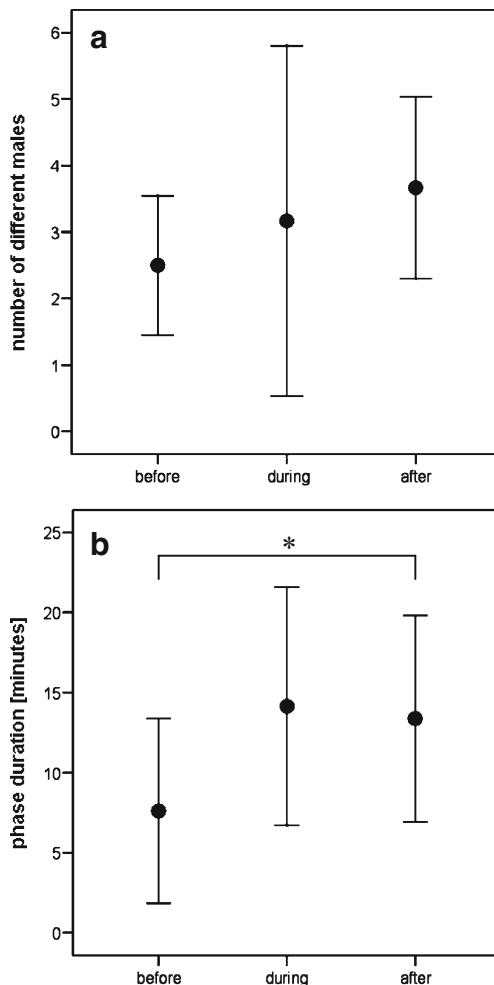 a
number of different males
6
5
4
3
2
1
0
before during after
b
*
phase duration [minutes]
25
20
15
10
5
0
before during after